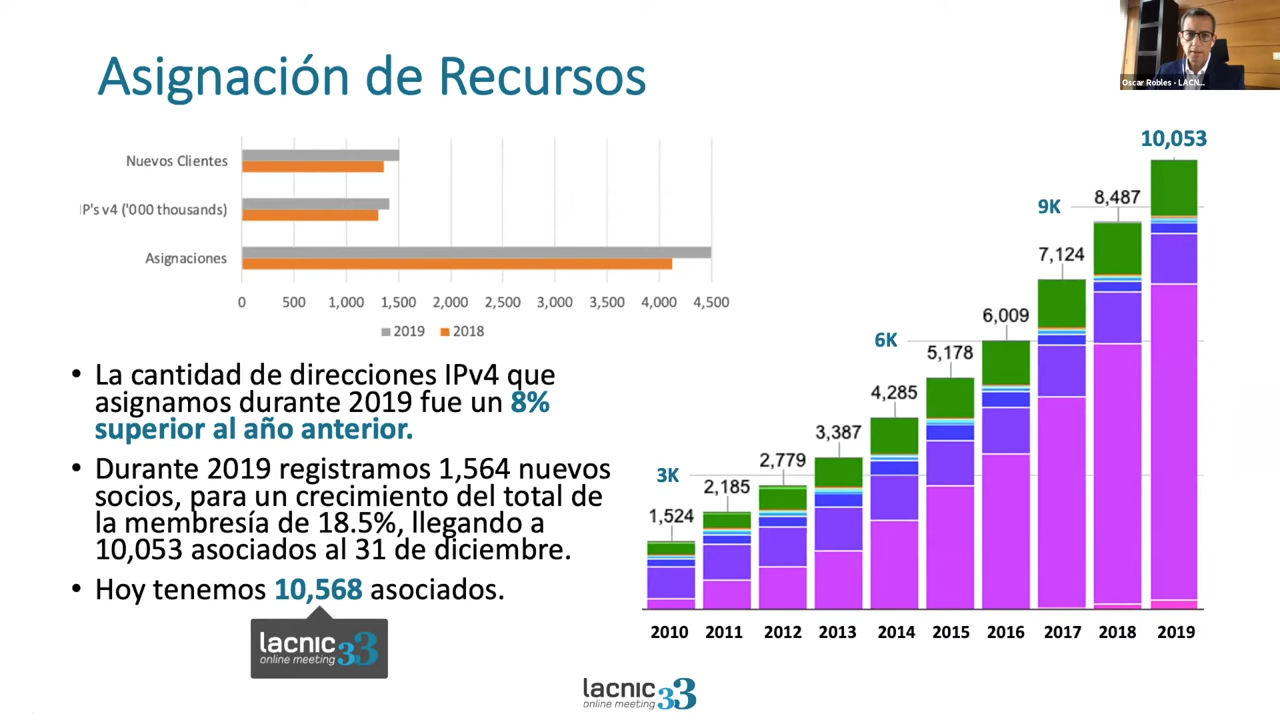 Asignación de Recursos
Oscar Robles - LACN...
Nuevos Clientes
IP's v4 ('000 thousands)
Asignaciones
0 500 1,000 1,500 2,000 2,500 3,000 3,500 4,000 4,500
2019 2018
• La cantidad de direcciones IPv4 que
asignamos durante 2019 fue un 8%
superior al año anterior.
• Durante 2019 registramos 1,564 nuevos
socios, para un crecimiento del total de
la membresía de 18.5%, llegando a
10,053 asociados al 31 de diciembre.
• Hoy tenemos 10,568 asociados.
lacnic 33
online meeting
10,053
9K
8,487
7,124
6K
6,009
5,178
4,285
3,387
3K
2,779
2,185
1,524
2010 2011 2012 2013 2014 2015 2016 2017 2018 2019
lacnic 33
online meeting